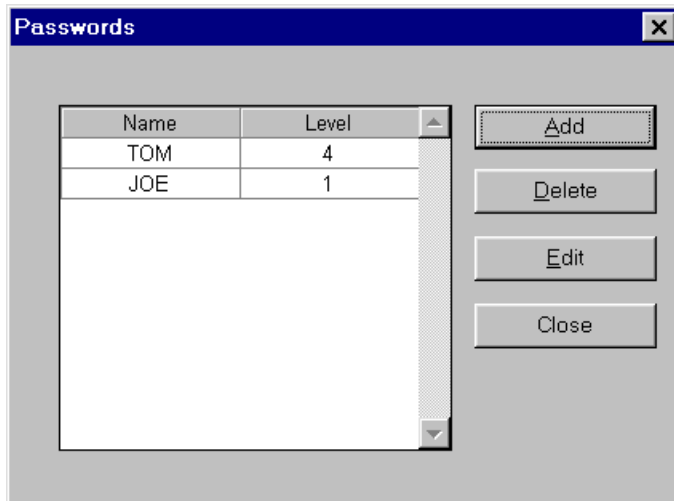 Passwords
Name Level
TOM 4
JOE 1
Add
Delete
Edit
Close